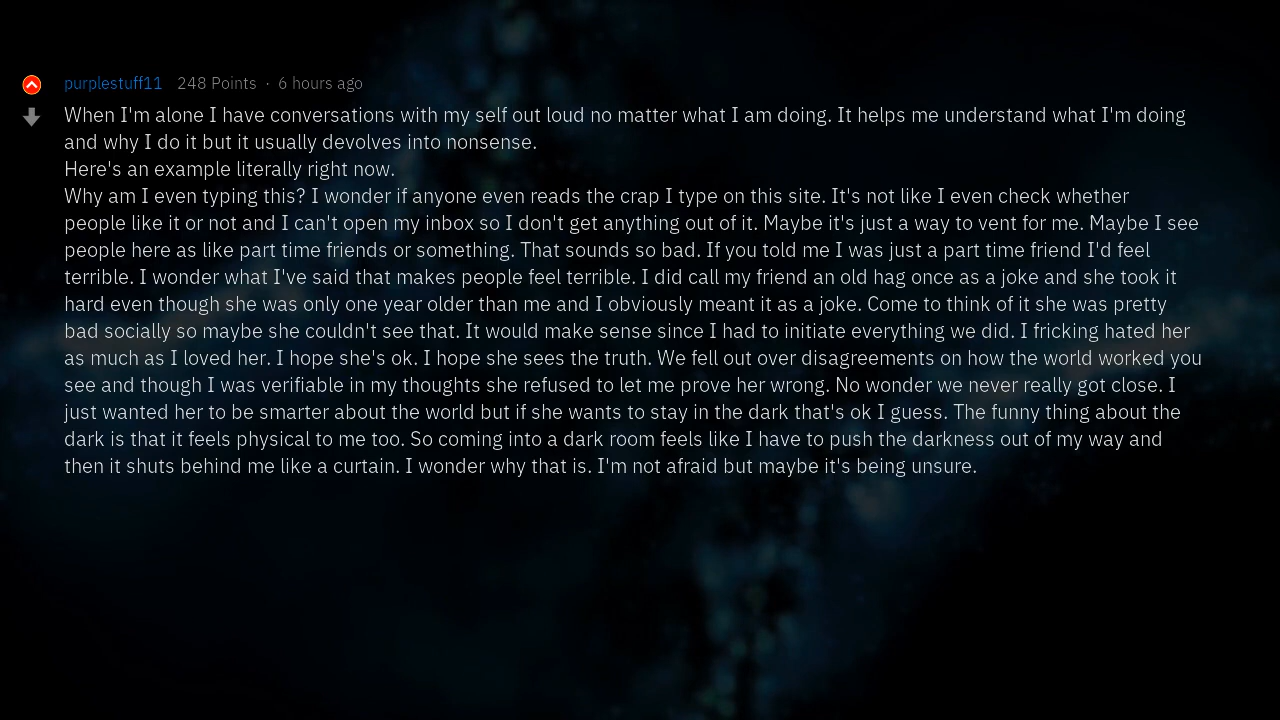 purplestuff11 248 Points · 6 hours ago
When I'm alone I have conversations with my self out loud no matter what I am doing. It helps me understand what I'm doing
and why I do it but it usually devolves into nonsense.
Here's an example literally right now.
Why am I even typing this? I wonder if anyone even reads the crap I type on this site. It's not like I even check whether
people like it or not and I can't open my inbox so I don't get anything out of it. Maybe it's just a way to vent for me. Maybe I see
people here as like part time friends or something. That sounds so bad. If you told me I was just a part time friend I'd feel
terrible. I wonder what I've said that makes people feel terrible. I did call my friend an old hag once as a joke and she took it
hard even though she was only one year older than me and I obviously meant it as a joke. Come to think of it she was pretty
bad socially so maybe she couldn't see that. It would make sense since I had to initiate everything we did. I fricking hated her
as much as I loved her. I hope she's ok. I hope she sees the truth. We fell out over disagreements on how the world worked you
see and though I was verifiable in my thoughts she refused to let me prove her wrong. No wonder we never really got close. I
just wanted her to be smarter about the world but if she wants to stay in the dark that's ok I guess. The funny thing about the
dark is that it feels physical to me too. So coming into a dark room feels like I have to push the darkness out of my way and
then it shuts behind me like a curtain. I wonder why that is. I'm not afraid but maybe it's being unsure.